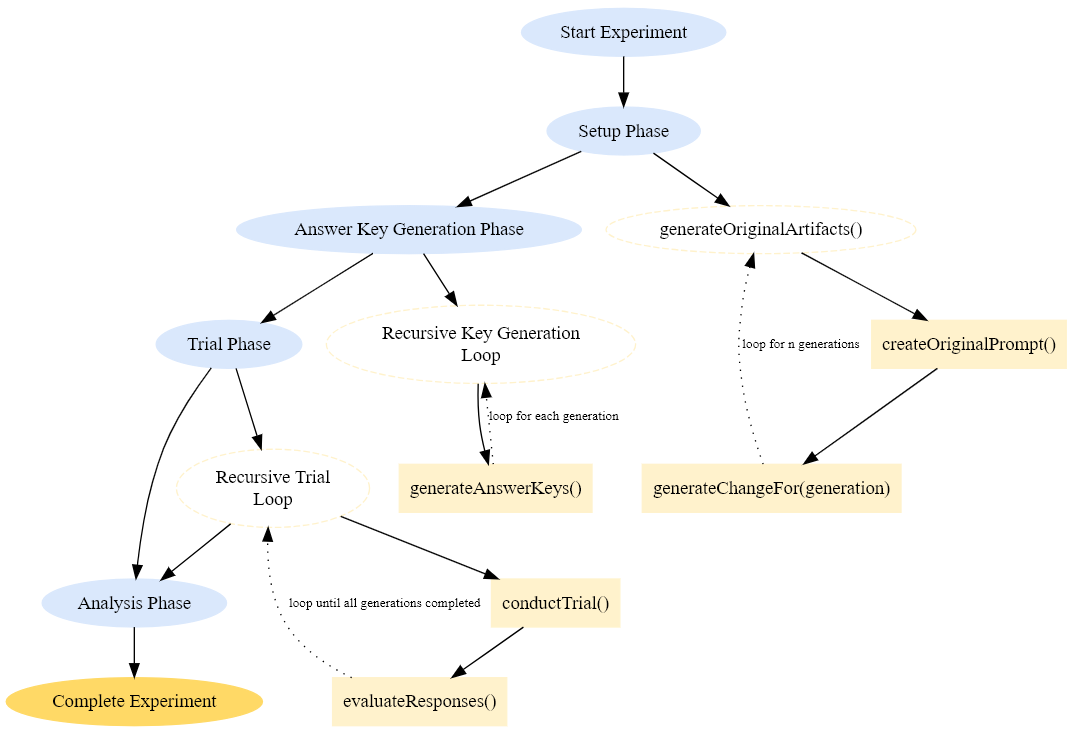 Start Experiment
Setup Phase
Answer Key Generation Phase
generateOriginalArtifacts()
Trial Phase
Recursive Key Generation
Loop
loop for n generations
createOriginalPrompt()
loop for each generation
Recursive Trial
Loop
generateAnswerKeys()
generateChangeFor(generation)
Analysis Phase
loop until all generations completed
conductTrial()
Complete Experiment
evaluateResponses()